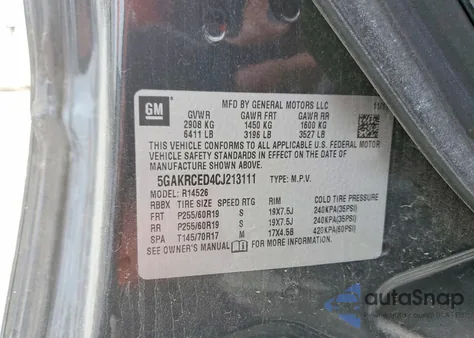 GM
MFD BY GENERAL MOTORS LLC
GVWR GAWR FRT GAWR RR
2908 KG 1450 KG 1600 KG
6411 LB 3196 LB 3527 LB
THIS VEHICLE CONFORMS TO ALL APPLICABLE U.S.
FEDERAL MOTOR VEHICLE SAFETY AND THEFT
PREVENTION STANDARDS IN EFFECT ON THE DATE OF
MANUFACTURE SHOWN ABOVE.
5GAKRCED4CJ213111 TYPE: M.P.V.
MODEL: R14526
RBBX TIRE SIZE SPEED RTG RIM COLD TIRE PRESSURE
FRT P255/60R19 S 19X7.5J 240KPA(35PSI)
RR P255/60R19 S 19X7.5J 240KPA(35PSI)
SPA T145/70R17 M 17X4.5B 420KPA(60PSI)
SEE OWNER'S MANUAL FOR MORE INFORMATION.
autoSnap